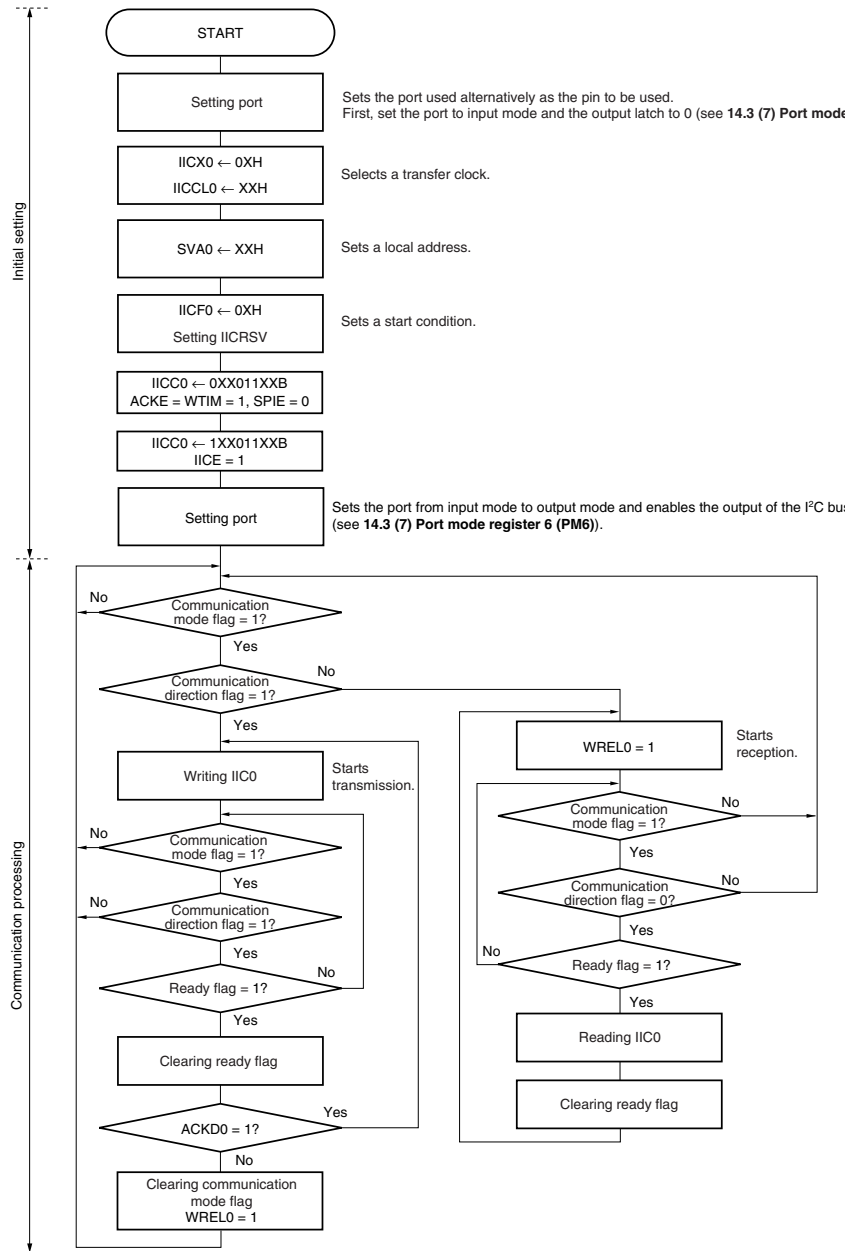 START
Setting port
Sets the port used alternatively as the pin to be used.
First, set the port to input mode and the output latch to 0 (see 14.3 (7) Port mode
IICX0 ← 0XH
IICCL0 ← XXH
Selects a transfer clock.
SVA0 ← XXH
Sets a local address.
IICF0 ← 0XH
Setting IICRSV
Sets a start condition.
IICC0 ← 0XX011XXB
ACKE = WTIM = 1, SPIE = 0
IICC0 ← 1XX011XXB
IICE = 1
Setting port
Sets the port from input mode to output mode and enables the output of the I²C bus
(see 14.3 (7) Port mode register 6 (PM6)).
Initial setting
Communication processing
No
Communication
mode flag = 1?
Yes
Communication
direction flag = 1?
No
Yes
Writing IIC0
Starts
transmission.
No
Communication
mode flag = 1?
Yes
No
Communication
direction flag = 1?
Yes
Ready flag = 1?
No
Yes
Clearing ready flag
ACKD0 = 1?
Yes
No
Clearing communication
mode flag
WREL0 = 1
WREL0 = 1
Starts
reception.
Communication
mode flag = 1?
No
Yes
Communication
direction flag = 0?
No
Yes
No
Ready flag = 1?
Yes
Reading IIC0
Clearing ready flag